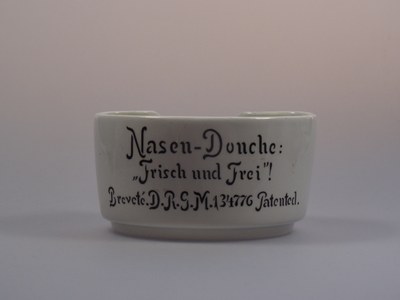 Nasen-Douche:
„Frisch und Frei"!
Breveté. D.R.G.M. 134776 Patented.